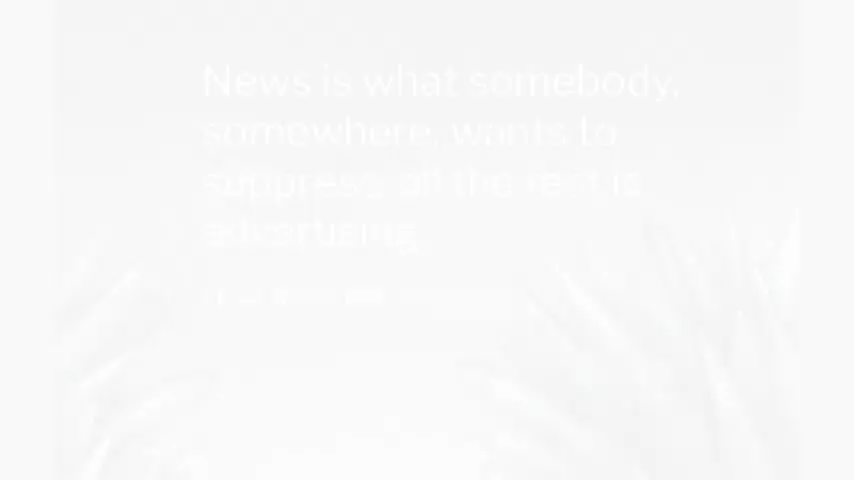 News is what somebody,
somewhere, wants to
suppress all the rest is
advertising